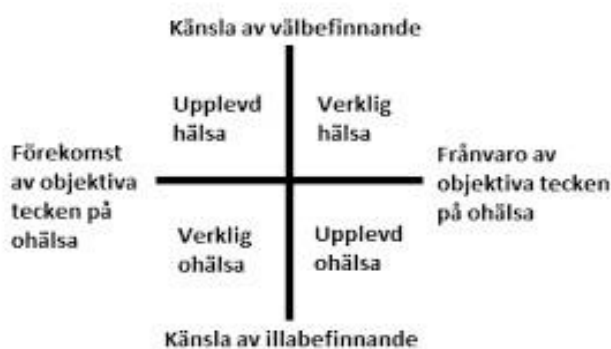 Känsla av välbefinnande
Upplevd
hälsa
Verklig
hälsa
Förekomst
av objektiva
tecken på
ohälsa
Frånvaro av
objektiva tecken
på ohälsa
Verklig
ohälsa
Upplevd
ohälsa
Känsla av illabefinnande